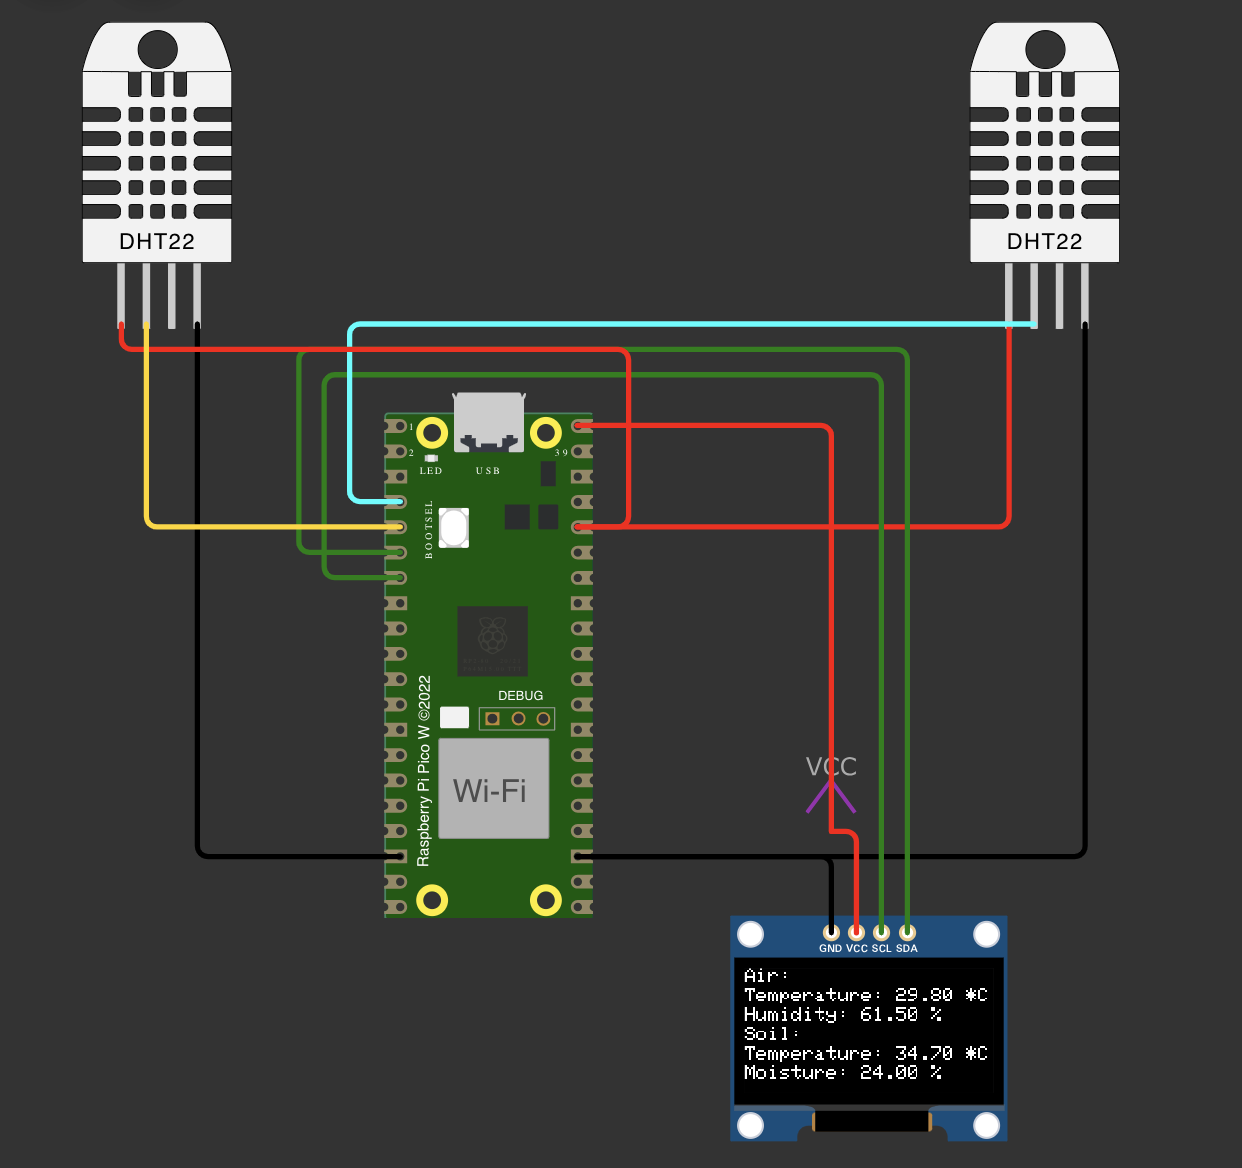 DHT22
DHT22
1
2
39
LED
USB
BOOTSEL
DEBUG
Raspberry Pi Pico W ©2022
Wi-Fi
VCC
GND VCC SCL SDA
Air:
Temperature: 29.80 *C
Humidity: 61.50 %
Soil:
Temperature: 34.70 *C
Moisture: 24.00 %